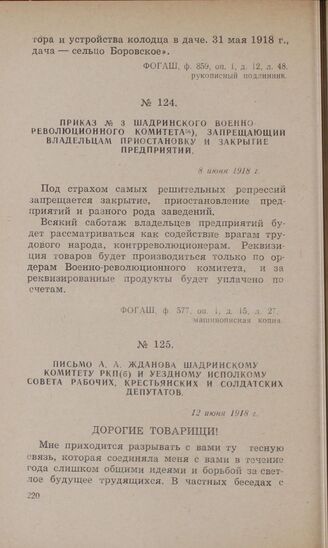 тора и устройства колодца в даче. 31 мая 1918 г.,
дача — сельцо Боровское».
ФОГАШ, ф. 859, оп. 1, д. 12, л. 48,
рукописный подлинник.
№ 124.
ПРИКАЗ № 3 ШАДРИНСКОГО ВОЕННО-
РЕВОЛЮЦИОННОГО КОМИТЕТА), ЗАПРЕЩАЮЩИЙ
ВЛАДЕЛЬЦАМ ПРИОСТАНОВКУ И ЗАКРЫТИЕ
ПРЕДПРИЯТИЙ.
8 июня 1918 г.
Под страхом самых решительных репрессий
запрещается закрытие, приостановление пред-
приятий и разного рода заведений.
Всякий саботаж владельцев предприятий бу-
дет рассматриваться как содействие врагам тру-
дового народа, контрреволюционерам. Реквизи-
ция товаров будет производиться только по ор-
дерам Военно-революционного комитета, и за
реквизированные продукты будет уплачено по
счетам.
ФОГАШ, ф. 577, оп. 1, д. 15, л. 27,
машинописная копия.
№ 125.
ПИСЬМО А. А. ЖДАНОВА ШАДРИНСКОМУ
КОМИТЕТУ РКП(б) И УЕЗДНОМУ ИСПОЛКОМУ
СОВЕТА РАБОЧИХ, КРЕСТЬЯНСКИХ И СОЛДАТСКИХ
ДЕПУТАТОВ.
12 июня 1918 г.
ДОРОГИЕ ТОВАРИЩИ!
Мне приходится разрывать с вами ту тесную
связь, которая соединяла меня с вами в течение
года слишком общими идеями и борьбой за свет-
лое будущее трудящихся. В частных беседах с
220